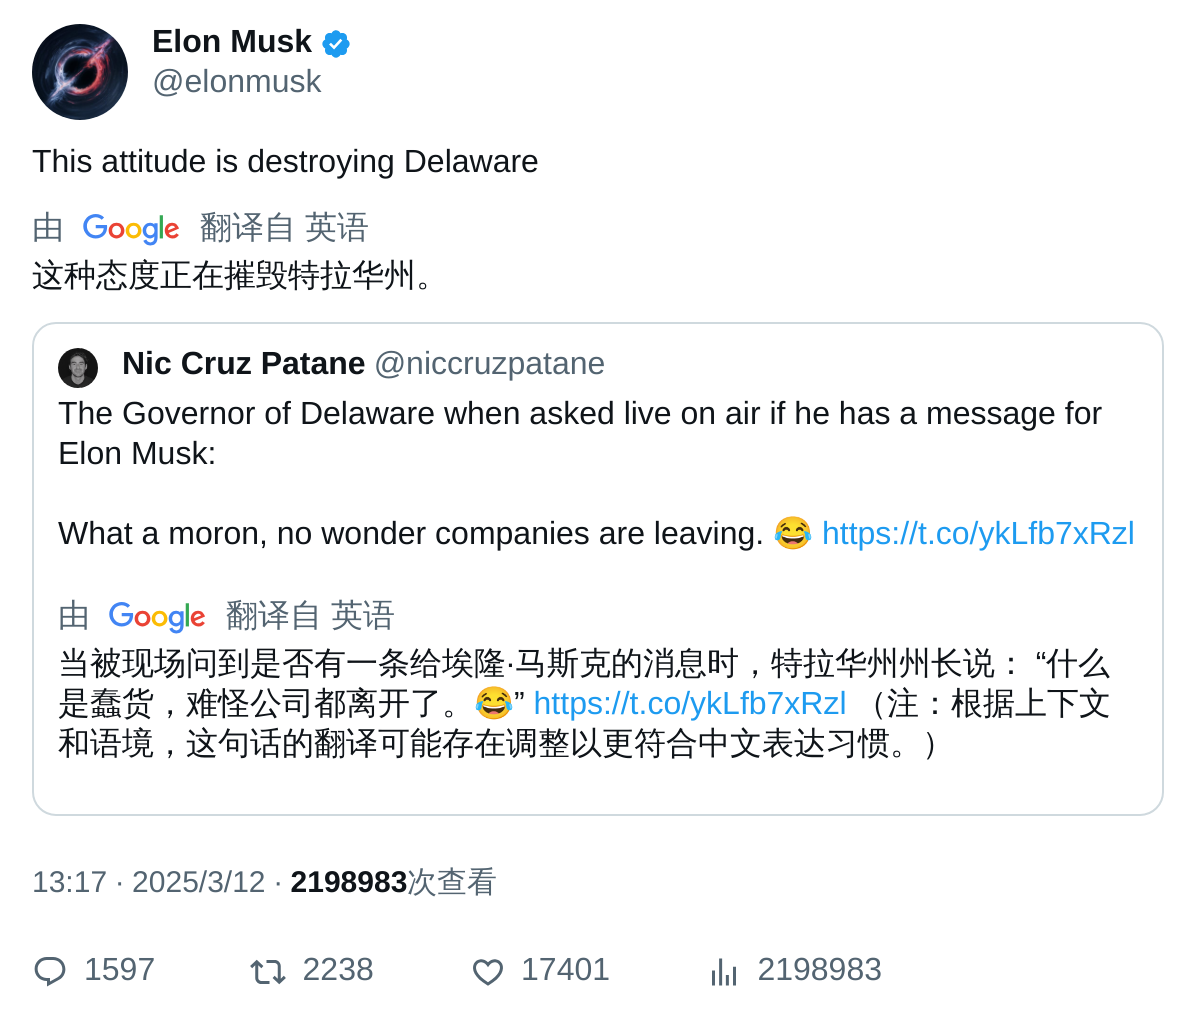 Elon Musk
@elonmusk
This attitude is destroying Delaware
由 Google 翻译自 英语
这种态度正在摧毁特拉华州。
Nic Cruz Patane @niccruzpatane
The Governor of Delaware when asked live on air if he has a message for
Elon Musk:
What a moron, no wonder companies are leaving. 😂 https://t.co/ykLfb7xRzl
由 Google 翻译自 英语
当被现场问到是否有一条给埃隆·马斯克的消息时，特拉华州州长说： “什么
是蠢货，难怪公司都离开了。😂” https://t.co/ykLfb7xRzl （注：根据上下文
和语境，这句话的翻译可能存在调整以更符合中文表达习惯。）
13:17 · 2025/3/12 · 2198983次查看
1597 2238 17401 2198983